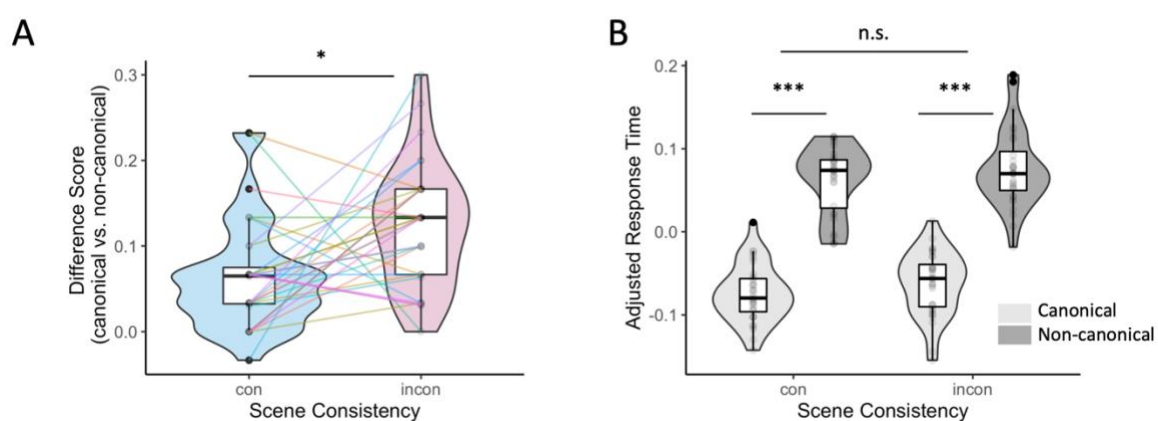 A
Difference Score
(canonical vs. non-canonical)
0.3
0.2
0.1
0.0
*
con
incon
Scene Consistency
B
Adjusted Response Time
0.2
0.1
0.0
-0.1
n.s.
***
***
Canonical
Non-canonical
con
incon
Scene Consistency